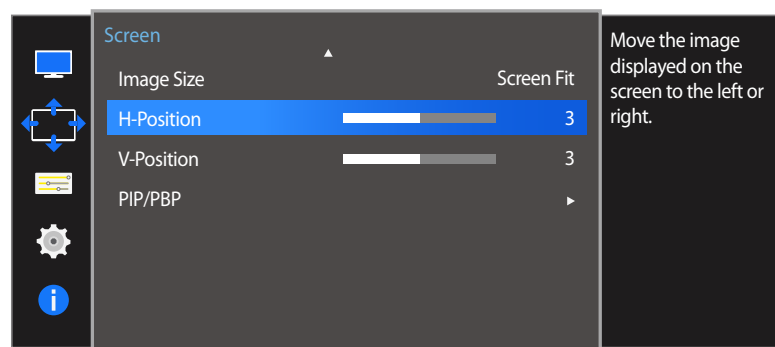 Screen
Image Size Screen Fit
H-Position 3
V-Position 3
PIP/PBP
Move the image
displayed on the
screen to the left or
right.